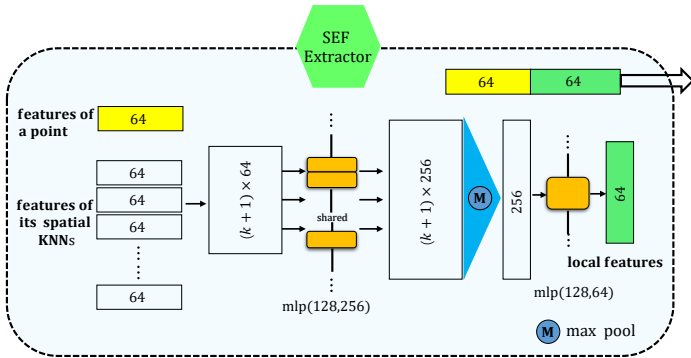 SEF
Extractor
64 64
features of
a point
64
features of
its spatial
KNNs
64
64
64
......
64
(k + 1) × 64
...
shared
...
mlp(128,256)
(k + 1) × 256
M
256
...
...
mlp(128,64)
64
local features
M max pool